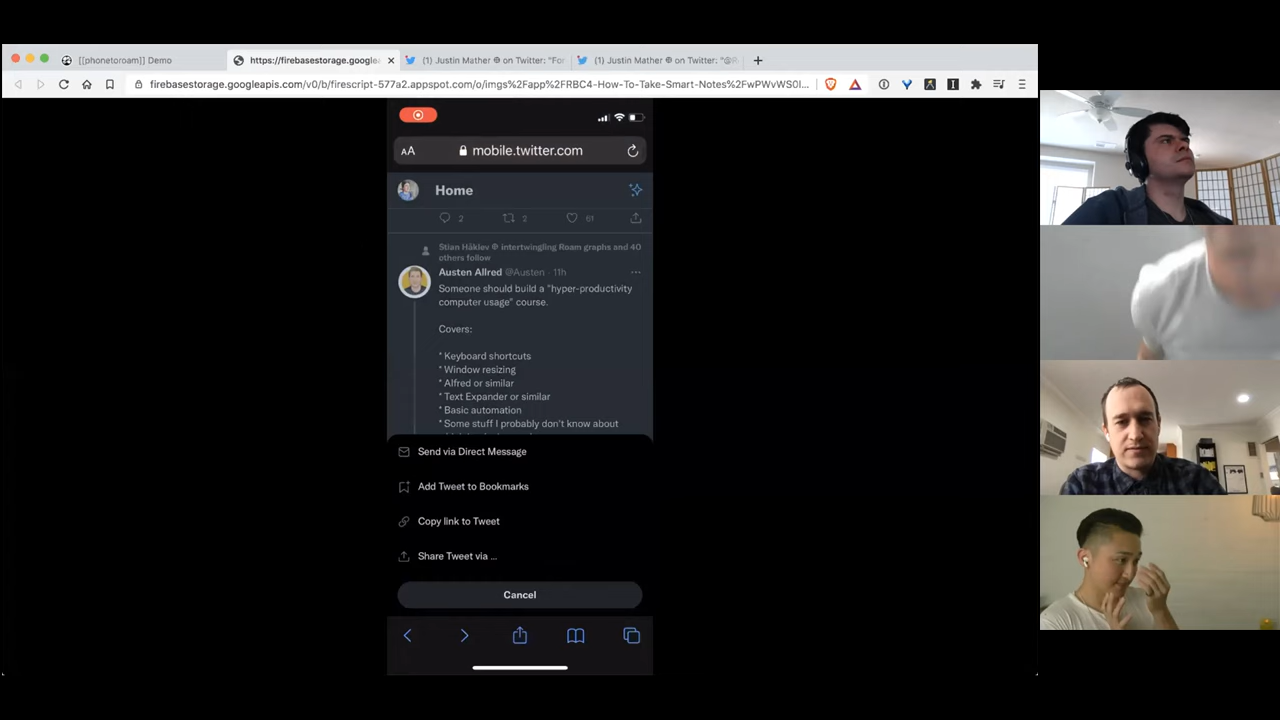 [[phonetoroam]] Demo
https://firebasestorage.google
(1) Justin Mather on Twitter: "For
(1) Justin Mather on Twitter: "@R
firebasestorage.googleapis.com/v0/b/firescript-577a2.appspot.com/o/imgs%2Fapp%2FRBC4-How-To-Take-Smart-Notes%2FwPWvWS0I...
AA mobile.twitter.com
Home
2 2 61
Stian Håklev intertwingling Roam graphs and 40
others follow
Austen Allred @Austen · 11h
Someone should build a "hyper-productivity
computer usage" course.
Covers:
* Keyboard shortcuts
* Window resizing
* Alfred or similar
* Text Expander or similar
* Basic automation
* Some stuff I probably don't know about
Send via Direct Message
Add Tweet to Bookmarks
Copy link to Tweet
Share Tweet via ...
Cancel